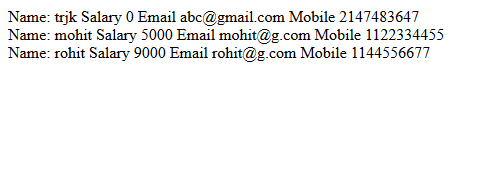 Name: trjk Salary 0 Email abc@gmail.com Mobile 2147483647
Name: mohit Salary 5000 Email mohit@g.com Mobile 1122334455
Name: rohit Salary 9000 Email rohit@g.com Mobile 1144556677